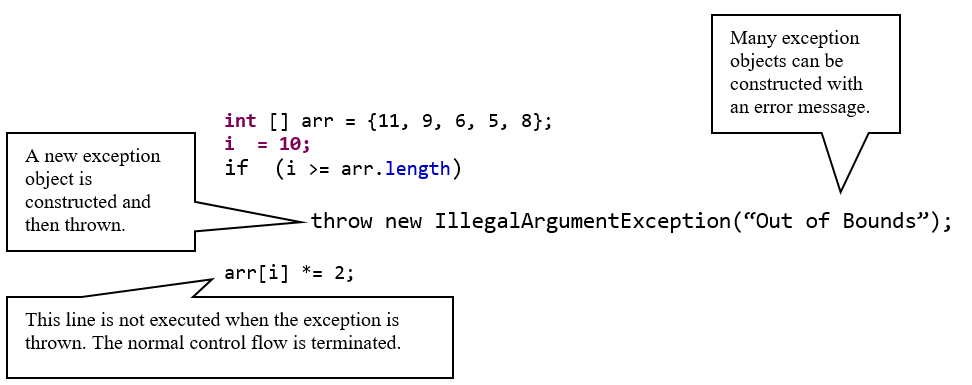 Many exception
objects can be
constructed with
an error message.
int [] arr = {11, 9, 6, 5, 8};
i  = 10;
if  (i >= arr.length)
A new exception
object is
constructed and
then thrown.
throw new IllegalArgumentException(“Out of Bounds”);
arr[i] *= 2;
This line is not executed when the exception is
thrown. The normal control flow is terminated.